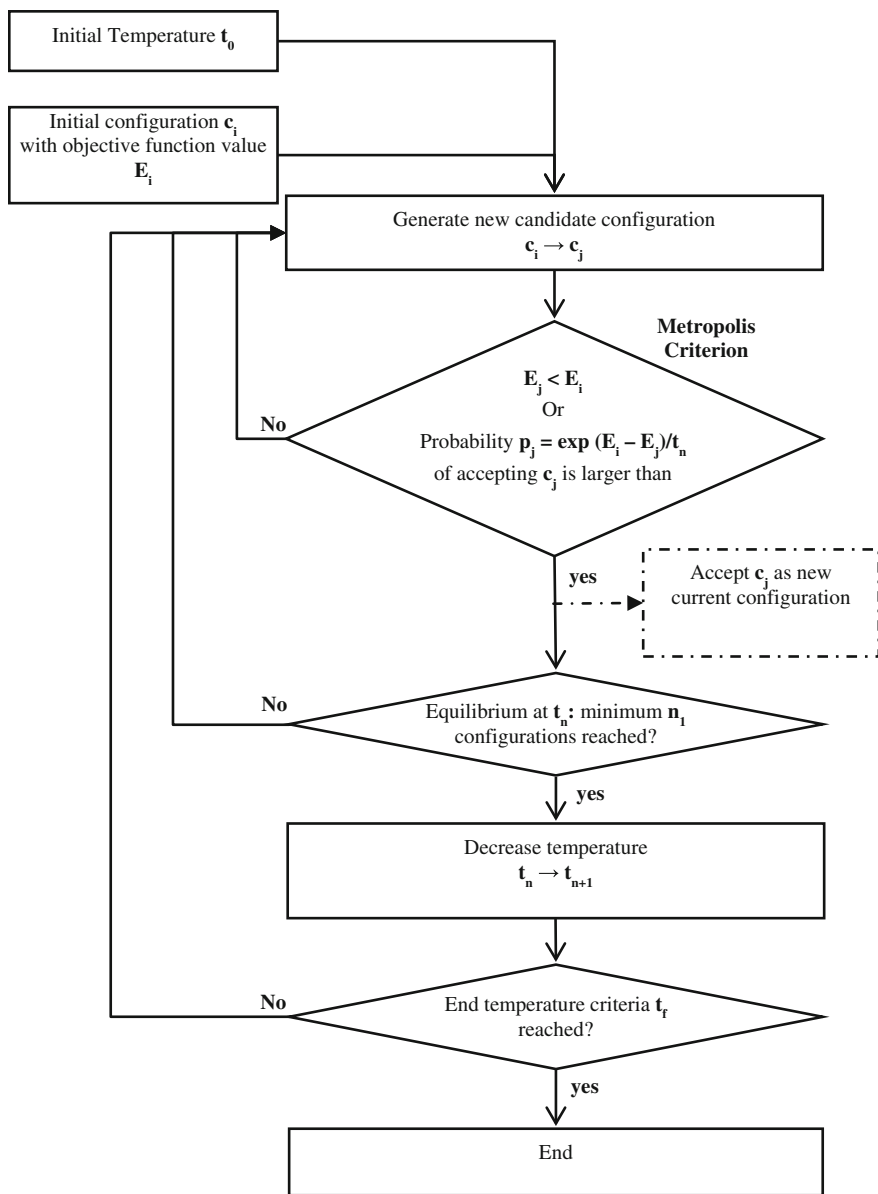 Initial Temperature t0
Initial configuration ci
with objective function value
Ei
Generate new candidate configuration
ci → cj
Metropolis
Criterion
Ej < Ei
Or
Probability pj = exp (Ei – Ej)/tn
of accepting cj is larger than
No
yes
Accept cj as new
current configuration
No
Equilibrium at tn: minimum n1
configurations reached?
yes
Decrease temperature
tn → tn+1
No
End temperature criteria tf
reached?
yes
End